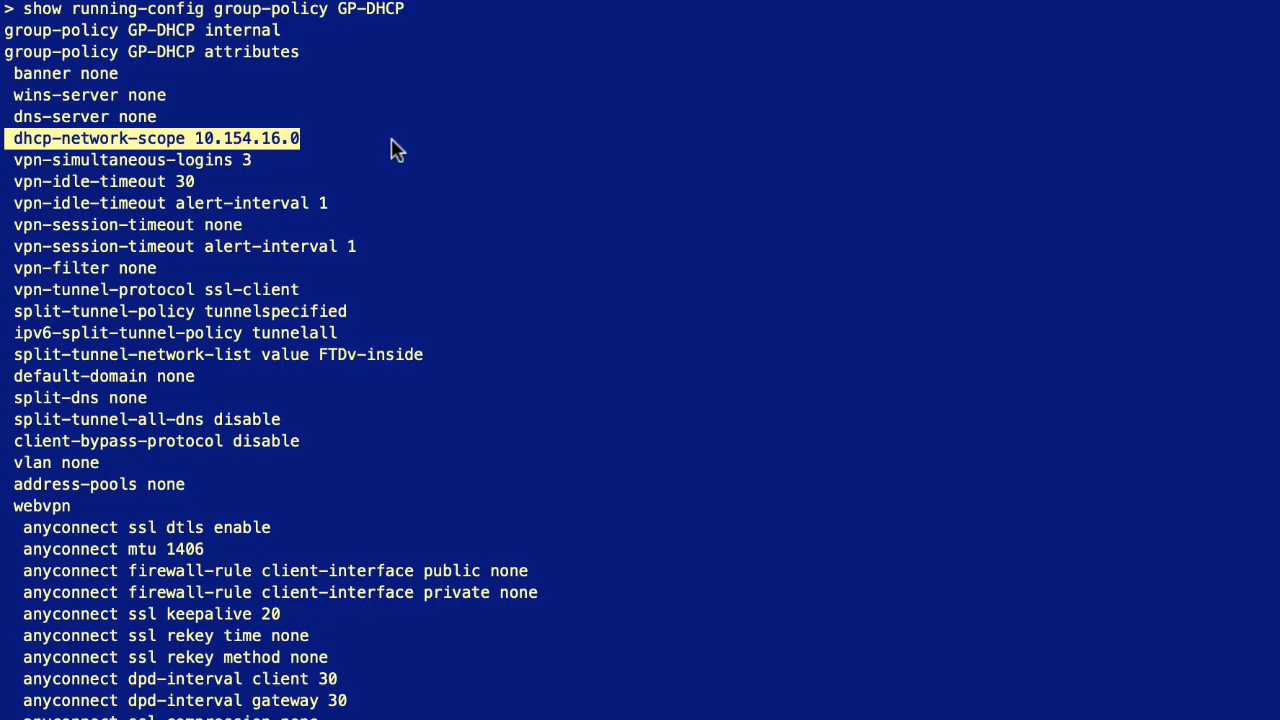 > show running-config group-policy GP-DHCP
group-policy GP-DHCP internal
group-policy GP-DHCP attributes
banner none
wins-server none
dns-server none
dhcp-network-scope 10.154.16.0
vpn-simultaneous-logins 3
vpn-idle-timeout 30
vpn-idle-timeout alert-interval 1
vpn-session-timeout none
vpn-session-timeout alert-interval 1
vpn-filter none
vpn-tunnel-protocol ssl-client
split-tunnel-policy tunnelspecified
ipv6-split-tunnel-policy tunnelall
split-tunnel-network-list value FTDv-inside
default-domain none
split-dns none
split-tunnel-all-dns disable
client-bypass-protocol disable
vlan none
address-pools none
webvpn
anyconnect ssl dtls enable
anyconnect mtu 1406
anyconnect firewall-rule client-interface public none
anyconnect firewall-rule client-interface private none
anyconnect ssl keepalive 20
anyconnect ssl rekey time none
anyconnect ssl rekey method none
anyconnect dpd-interval client 30
anyconnect dpd-interval gateway 30
anyconnect ssl compression none